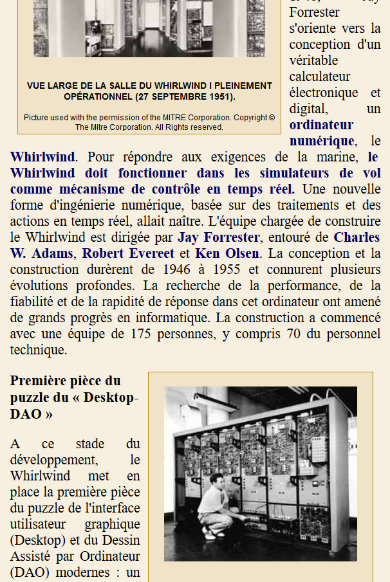 Forrester
s'oriente vers la
conception d'un
véritable
calculateur
électronique et
digital, un
ordinateur
numérique, le
VUE LARGE DE LA SALLE DU WHIRLWIND I PLEINEMENT
OPÉRATIONNEL (27 SEPTEMBRE 1951).
Picture used with the permission of the MITRE Corporation. Copyright ©
The Mitre Corporation. All Rights reserved.
Whirlwind. Pour répondre aux exigences de la marine, le
Whirlwind doit fonctionner dans les simulateurs de vol
comme mécanisme de contrôle en temps réel. Une nouvelle
forme d'ingénierie numérique, basée sur des traitements et des
actions en temps réel, allait naître. L'équipe chargée de construire
le Whirlwind est dirigée par Jay Forrester, entouré de Charles
W. Adams, Robert Evereet et Ken Olsen. La conception et la
construction durèrent de 1946 à 1955 et connurent plusieurs
évolutions profondes. La recherche de la performance, de la
fiabilité et de la rapidité de réponse dans cet ordinateur ont amené
de grands progrès en informatique. La construction a commencé
avec une équipe de 175 personnes, y compris 70 du personnel
technique.
Première pièce du
puzzle du « Desktop-
DAO »
A ce stade du
développement, le
Whirlwind met en
place la première pièce
du puzzle de l'interface
utilisateur graphique
(Desktop) et du Dessin
Assisté par Ordinateur
(DAO) modernes : un